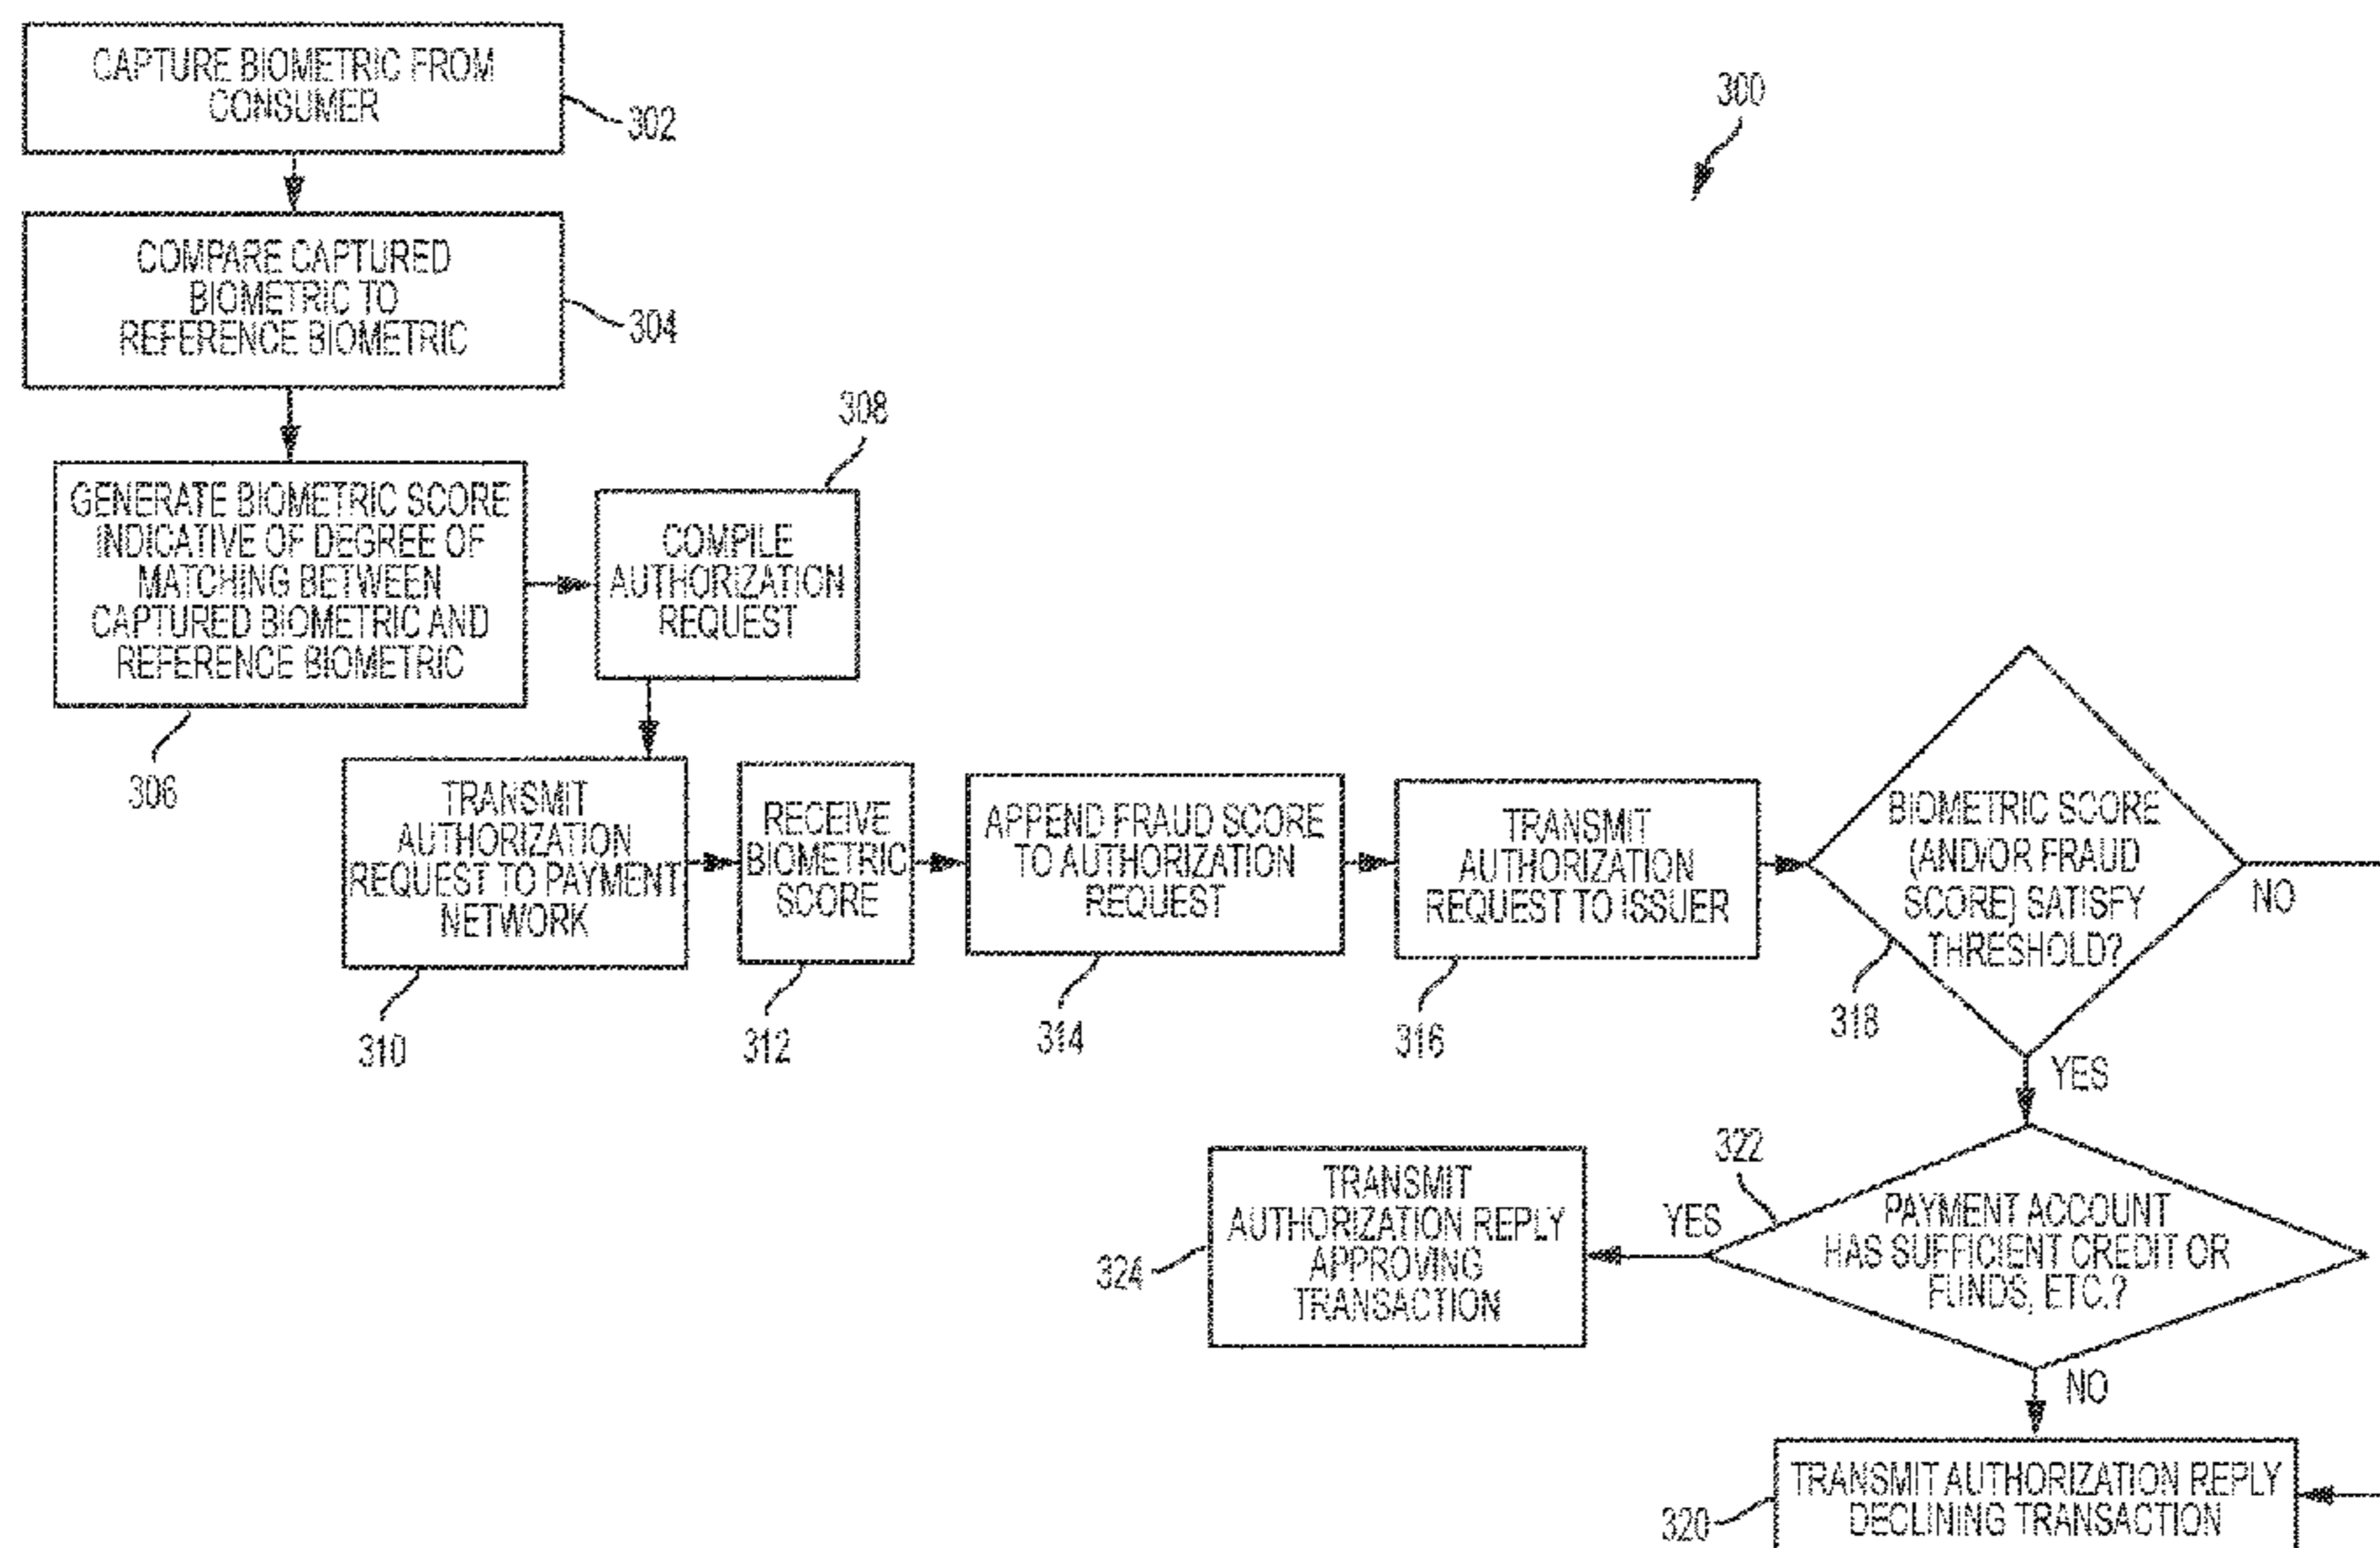 CAPTURE BIOMETRIC FROM
CONSUMER
302
300
COMPARE CAPTURED
BIOMETRIC TO
REFERENCE BIOMETRIC
304
GENERATE BIOMETRIC SCORE
INDICATIVE OF DEGREE OF
MATCHING BETWEEN
CAPTURED BIOMETRIC AND
REFERENCE BIOMETRIC
306
308
COMPILE
AUTHORIZATION
REQUEST
TRANSMIT
AUTHORIZATION
REQUEST TO PAYMENT
NETWORK
310
RECEIVE
BIOMETRIC
SCORE
312
APPEND FRAUD SCORE
TO AUTHORIZATION
REQUEST
314
TRANSMIT
AUTHORIZATION
REQUEST TO ISSUER
316
BIOMETRIC SCORE
(AND/OR FRAUD
SCORE) SATISFY
THRESHOLD?
318
NO
YES
322
PAYMENT ACCOUNT
HAS SUFFICIENT CREDIT OR
FUNDS, ETC.?
YES
TRANSMIT
AUTHORIZATION REPLY
APPROVING
TRANSACTION
324
NO
TRANSMIT AUTHORIZATION REPLY
DECLINING TRANSACTION
320